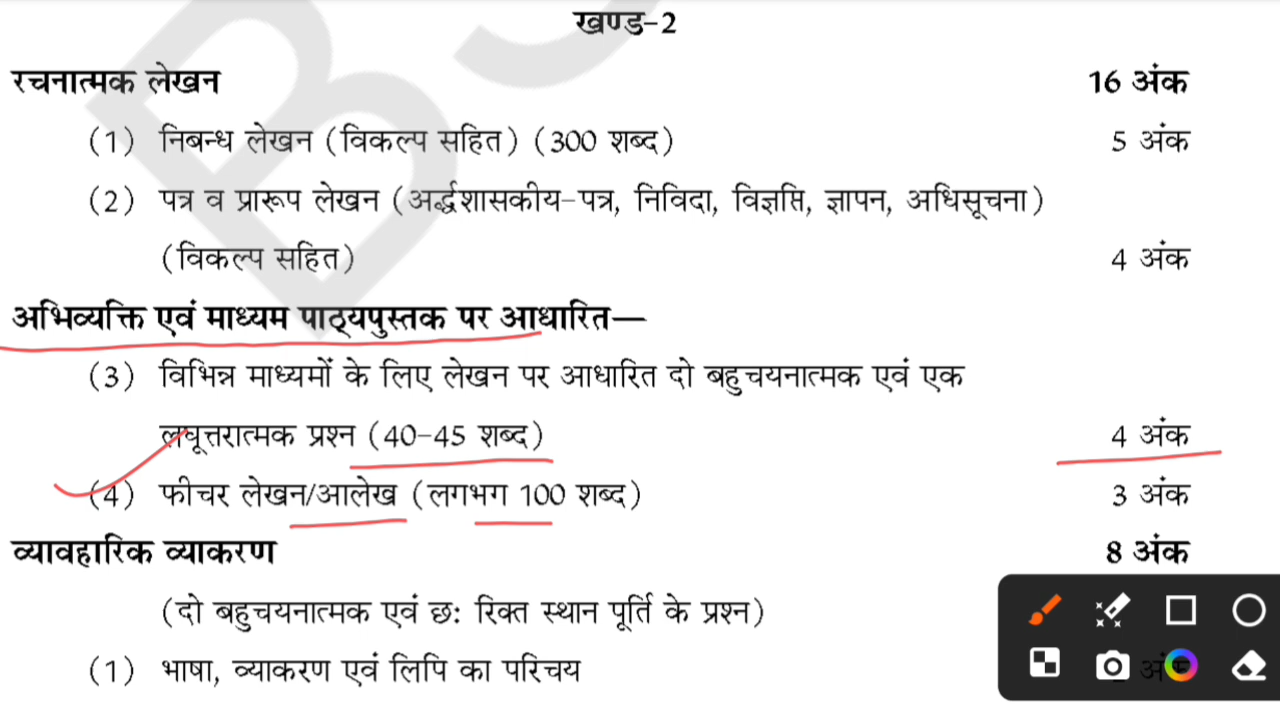 खण्ड-2
रचनात्मक लेखन 16 अंक
(1) निबन्ध लेखन (विकल्प सहित) (300 शब्द) 5 अंक
(2) पत्र व प्रारूप लेखन (अर्द्धशासकीय-पत्र, निविदा, विज्ञप्ति, ज्ञापन, अधिसूचना)
(विकल्प सहित) 4 अंक
अभिव्यक्ति एवं माध्यम पाठ्यपुस्तक पर आधारित—
(3) विभिन्न माध्यमों के लिए लेखन पर आधारित दो बहुचयनात्मक एवं एक
लघूत्तरात्मक प्रश्न (40-45 शब्द) 4 अंक
(4) फीचर लेखन/आलेख (लगभग 100 शब्द) 3 अंक
व्यावहारिक व्याकरण 8 अंक
(दो बहुचयनात्मक एवं छः रिक्त स्थान पूर्ति के प्रश्न)
(1) भाषा, व्याकरण एवं लिपि का परिचय